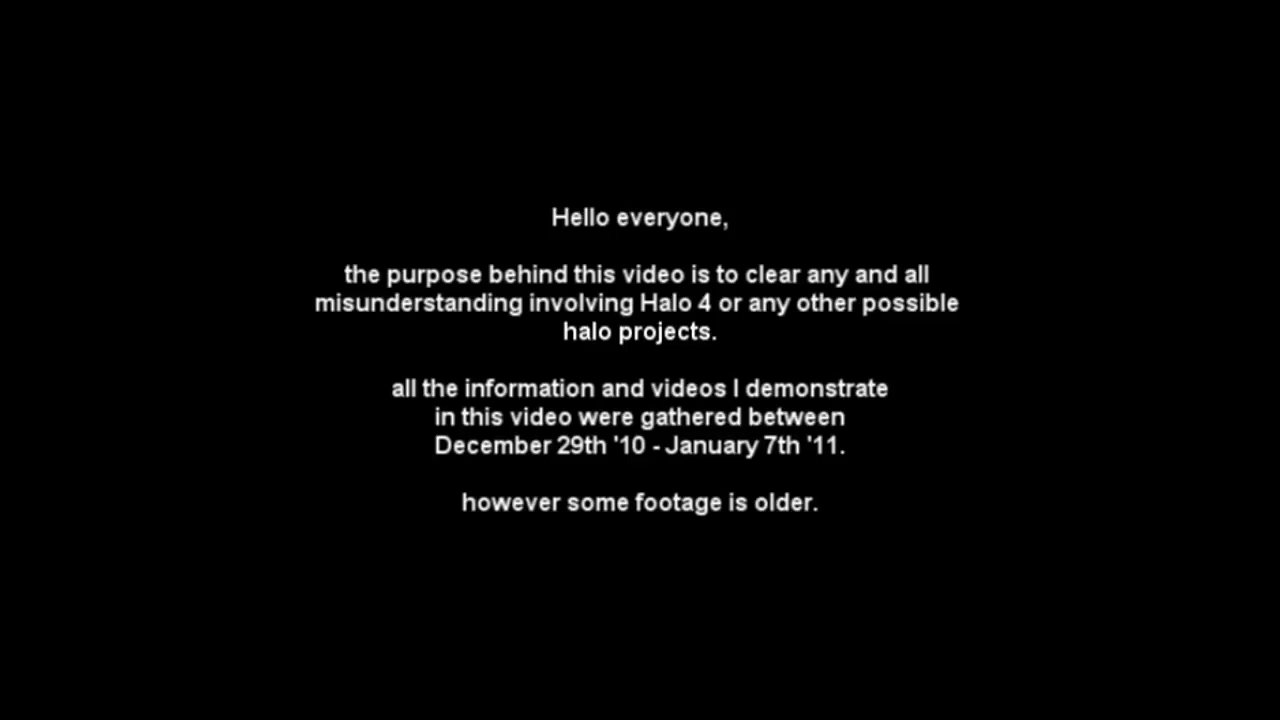 Hello everyone,
the purpose behind this video is to clear any and all
misunderstanding involving Halo 4 or any other possible
halo projects.
all the information and videos I demonstrate
in this video were gathered between
December 29th '10 - January 7th '11.
however some footage is older.